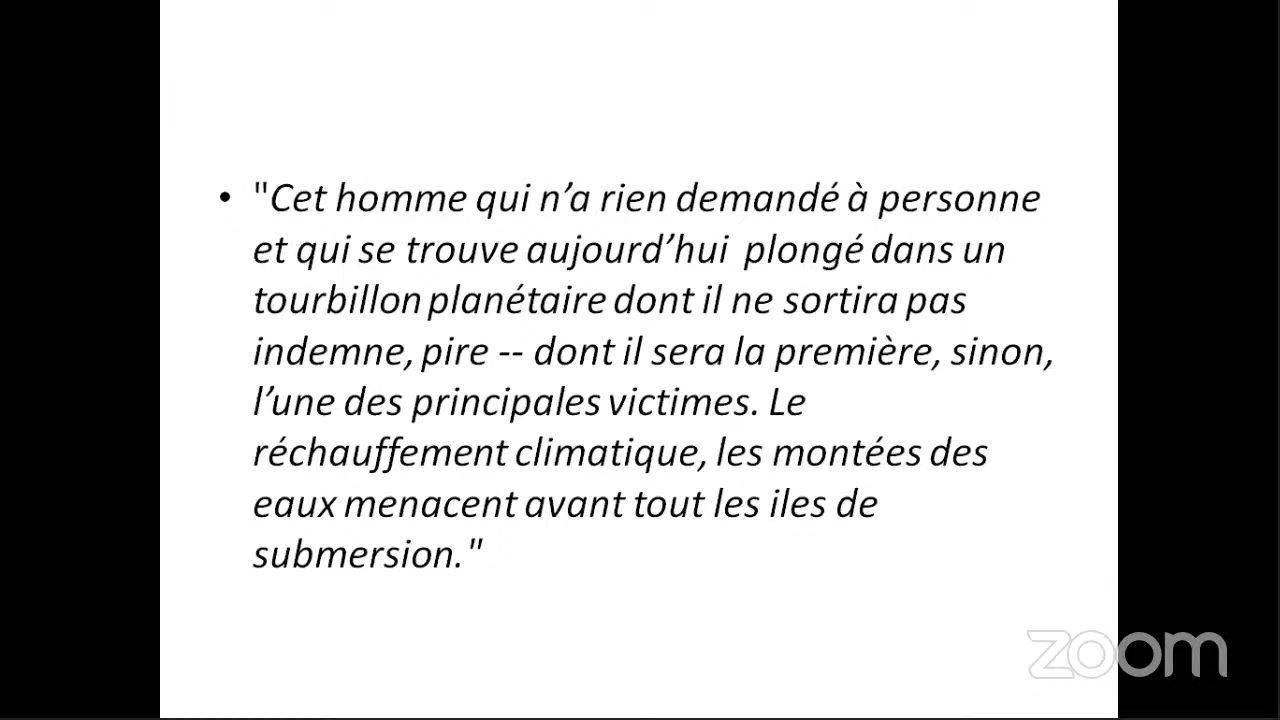 • "Cet homme qui n’a rien demandé à personne
et qui se trouve aujourd’hui  plongé dans un
tourbillon planétaire dont il ne sortira pas
indemne, pire -- dont il sera la première, sinon,
l’une des principales victimes. Le
réchauffement climatique, les montées des
eaux menacent avant tout les iles de
submersion."
zoom